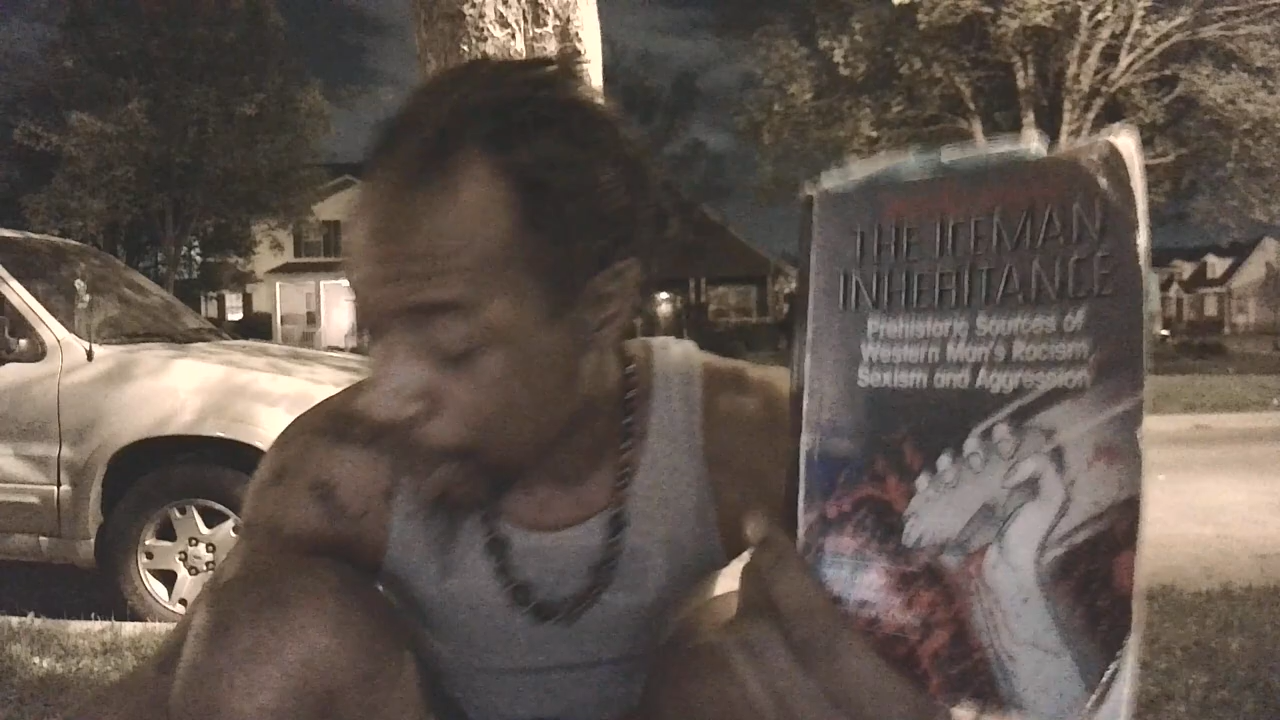 THE ICEMAN
INHERITANCE
Prehistoric Sources of
Western Man's Racism,
Sexism and Aggression